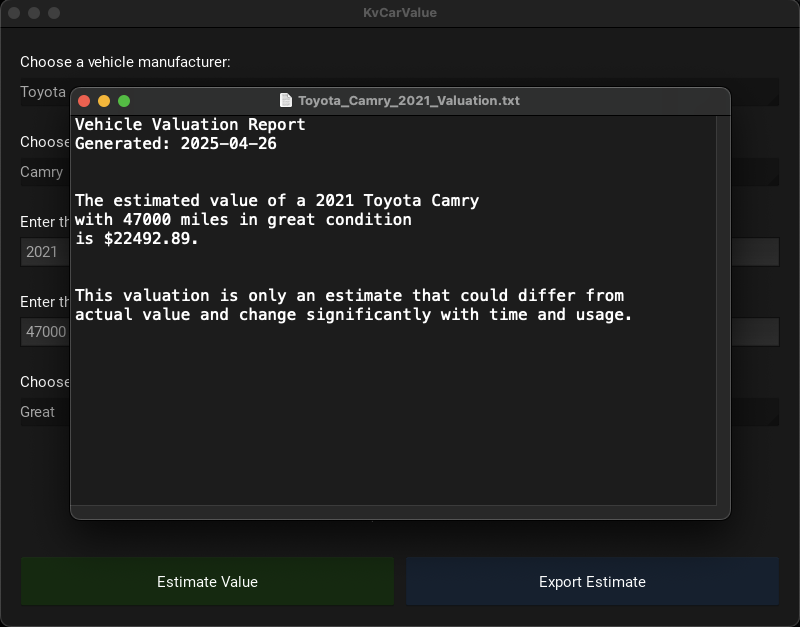 KvCarValue
Choose a vehicle manufacturer:
Toyota
Toyota_Camry_2021_Valuation.txt
Vehicle Valuation Report
Generated: 2025-04-26
Choose
Camry
The estimated value of a 2021 Toyota Camry
with 47000 miles in great condition
is $22492.89.
Enter th
2021
This valuation is only an estimate that could differ from
actual value and change significantly with time and usage.
Enter th
47000
Choose
Great
Estimate Value
Export Estimate